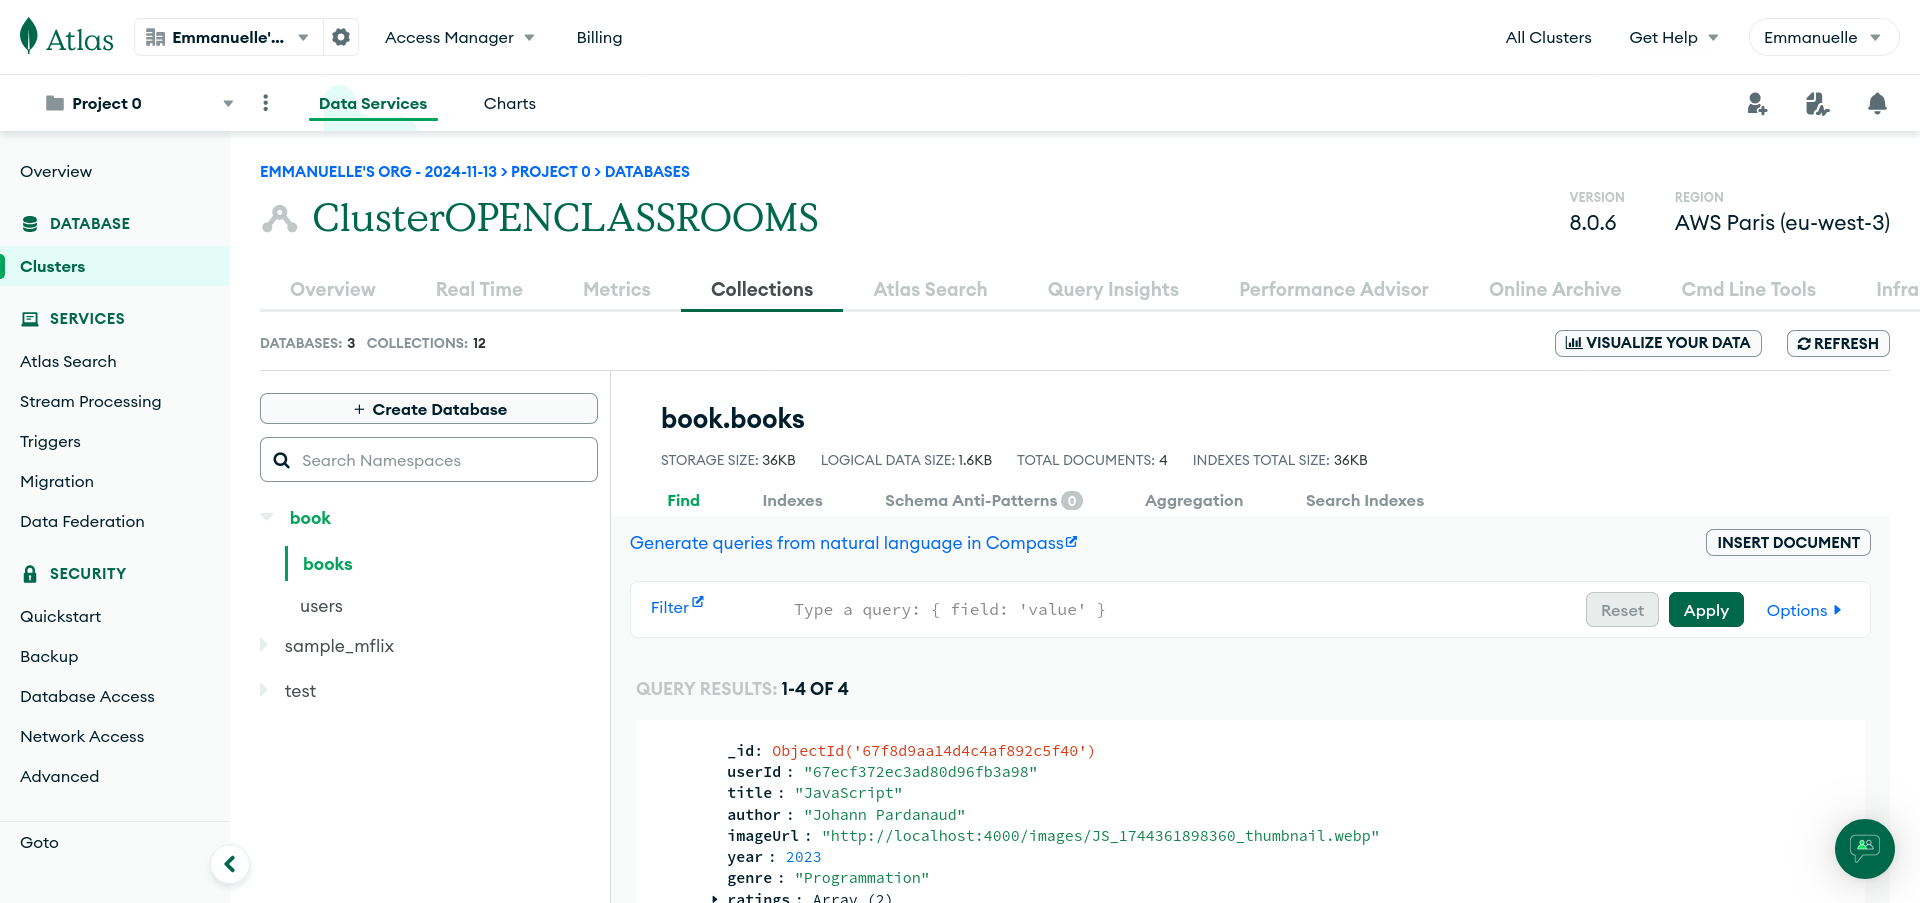 Atlas
Emmanuelle'...
Access Manager
Billing
All Clusters
Get Help
Emmanuelle
Project 0
Data Services
Charts
Overview
DATABASE
Clusters
SERVICES
Atlas Search
Stream Processing
Triggers
Migration
Data Federation
SECURITY
Quickstart
Backup
Database Access
Network Access
Advanced
Goto
EMMANUELLE'S ORG - 2024-11-13 > PROJECT 0 > DATABASES
ClusterOPENCLASSROOMS
VERSION
8.0.6
REGION
AWS Paris (eu-west-3)
Overview
Real Time
Metrics
Collections
Atlas Search
Query Insights
Performance Advisor
Online Archive
Cmd Line Tools
Infra
DATABASES: 3 COLLECTIONS: 12
VISUALIZE YOUR DATA
REFRESH
+ Create Database
Search Namespaces
book
books
users
sample_mflix
test
book.books
STORAGE SIZE: 36KB LOGICAL DATA SIZE: 1.6KB TOTAL DOCUMENTS: 4 INDEXES TOTAL SIZE: 36KB
Find
Indexes
Schema Anti-Patterns 0
Aggregation
Search Indexes
Generate queries from natural language in Compass
INSERT DOCUMENT
Filter
Type a query: { field: 'value' }
Reset
Apply
Options
QUERY RESULTS: 1-4 OF 4
_id: ObjectId('67f8d9aa14d4c4af892c5f40')
userId : "67ecf372ec3ad80d96fb3a98"
title : "JavaScript"
author : "Johann Pardanaud"
imageUrl : "http://localhost:4000/images/JS_1744361898360_thumbnail.webp"
year : 2023
genre : "Programmation"
ratings : Array (2)